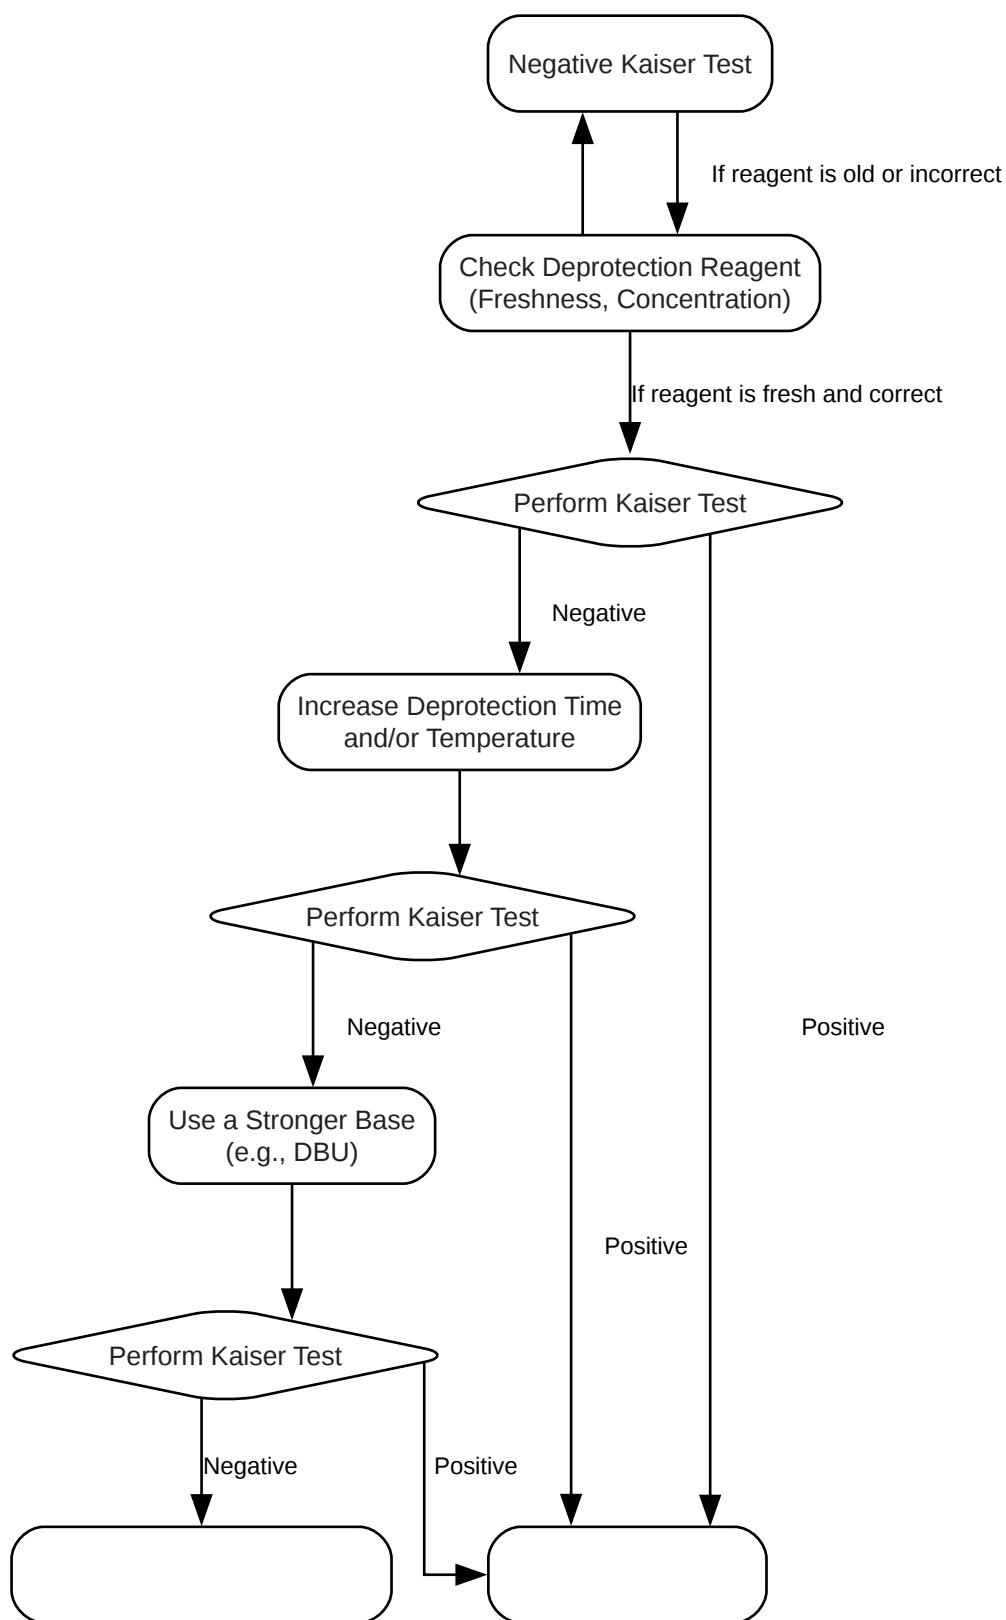 Negative Kaiser Test
If reagent is old or incorrect
Check Deprotection Reagent
(Freshness, Concentration)
If reagent is fresh and correct
Perform Kaiser Test
Negative
Increase Deprotection Time
and/or Temperature
Perform Kaiser Test
Negative
Positive
Use a Stronger Base
(e.g., DBU)
Positive
Perform Kaiser Test
Negative
Positive